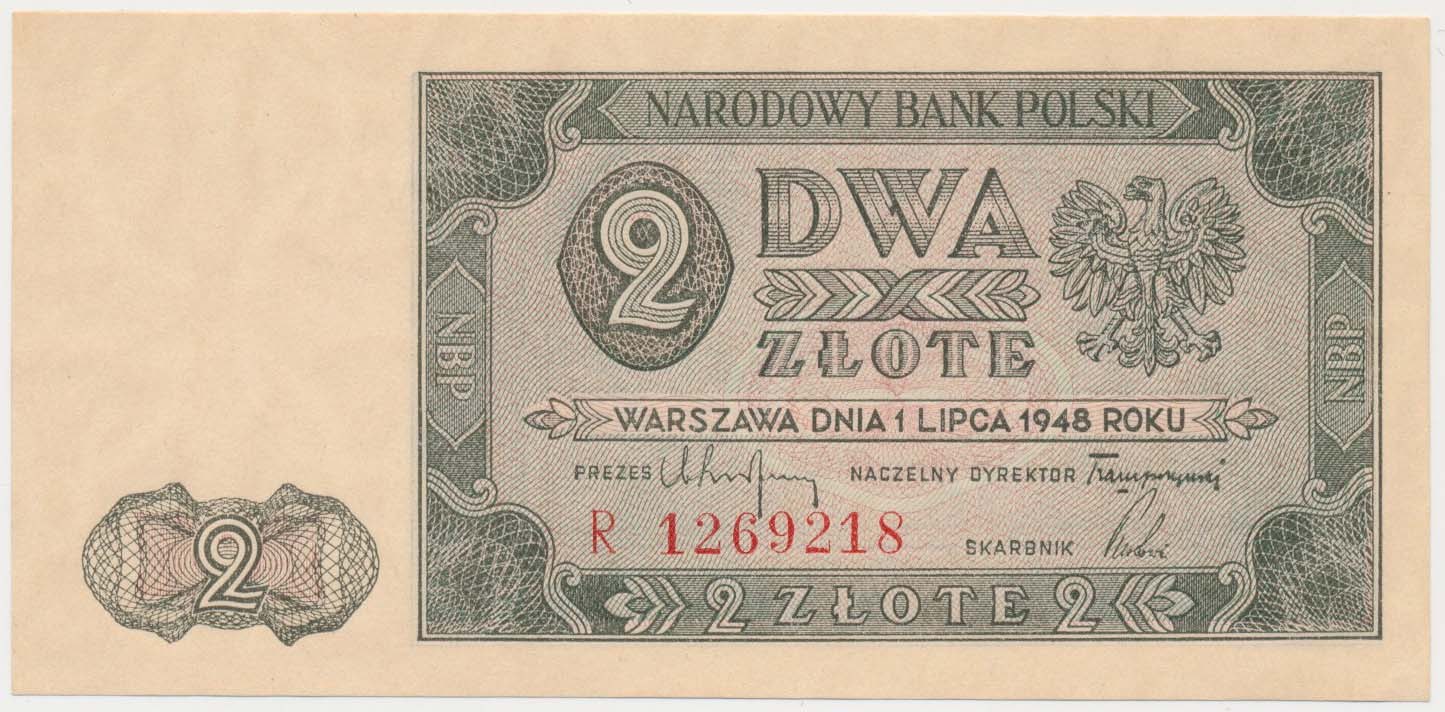 NARODOWY BANK POLSKI
2 DWA
ZŁOTE
NBP
NBP
WARSZAWA DNIA 1 LIPCA 1948 ROKU
PREZES NACZELNY DYREKTOR
R 1269218 SKARBNIK
2
2 ZŁOTE 2